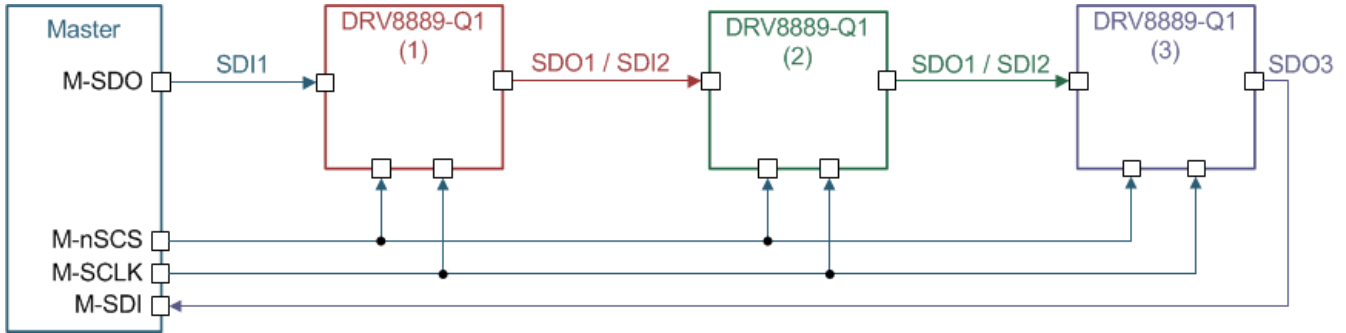 Master
M-SDO
SDI1
DRV8889-Q1
(1)
SDO1 / SDI2
DRV8889-Q1
(2)
SDO1 / SDI2
DRV8889-Q1
(3)
SDO3
M-nSCS
M-SCLK
M-SDI